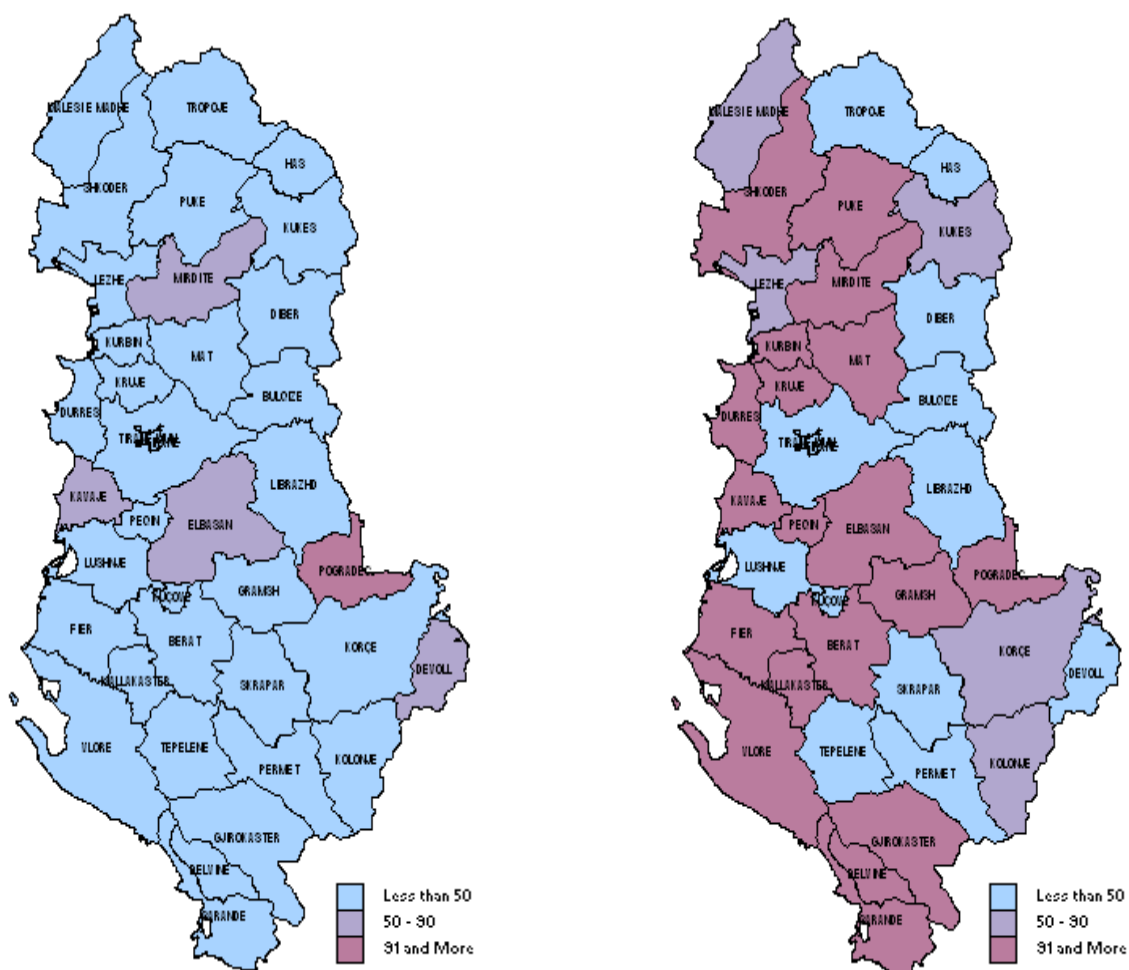 MALESIE MADHE
TROPOJE
HAS
SHKODER
PUKE
KUKES
LEZHE
MIRDITE
DIBER
KURBIN
MAT
KRUJE
DURRES
BULQIZE
LIBRAZHD
KAVAJE
PEQIN
ELBASAN
LUSHNJE
POGRADEC
GRAMSH
KUCOVE
FIER
BERAT
KORÇE
DEVOLL
MALLAKASTER
SKRAPAR
VLORE
TEPELENE
PERMET
KOLONJE
GJIROKASTER
DELVINE
SARANDE
Less than 50
50 - 90
91 and More
MALESIE MADHE
TROPOJE
HAS
SHKODER
PUKE
KUKES
LEZHE
MIRDITE
DIBER
KURBIN
MAT
KRUJE
DURRES
BULQIZE
LIBRAZHD
KAVAJE
PEQIN
ELBASAN
LUSHNJE
POGRADEC
GRAMSH
KUCOVE
FIER
BERAT
KORÇE
DEVOLL
MALLAKASTER
SKRAPAR
VLORE
TEPELENE
PERMET
KOLONJE
GJIROKASTER
DELVINE
SARANDE
Less than 50
50 - 90
91 and More